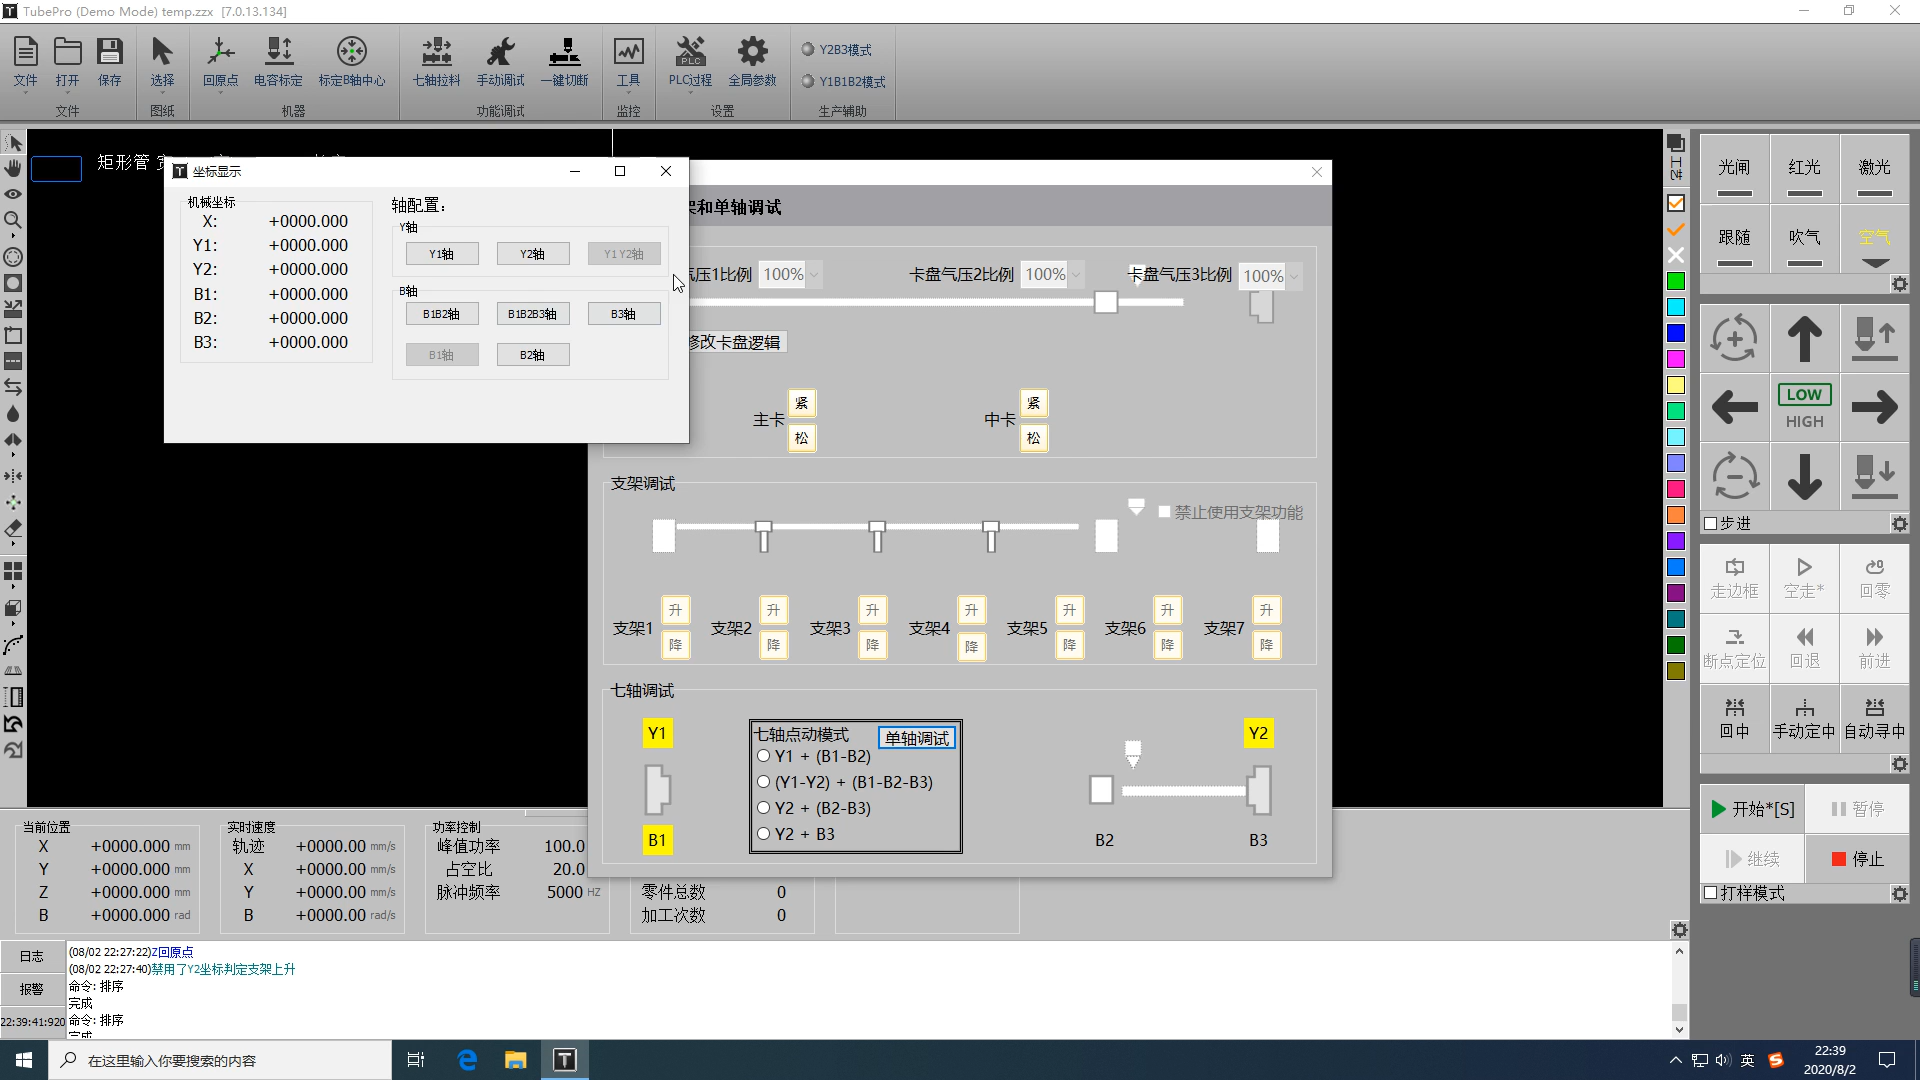 TubePro (Demo Mode) temp.zzx [7.0.13.134]
文件 打开 保存 选择 回原点 电容标定 标定B轴中心 七轴拉料 手动调试 一键切断 工具 PLC过程 全局参数
PLC
Y2B3模式
Y1B1B2模式
文件 图纸 机器 功能调试 监控 设置 生产辅助
矩形管
坐标显示
机械坐标
X: +0000.000
Y1: +0000.000
Y2: +0000.000
B1: +0000.000
B2: +0000.000
B3: +0000.000
轴配置:
Y轴
Y1轴 Y2轴 Y1Y2轴
B轴
B1B2轴 B1B2B3轴 B3轴
B1轴 B2轴
架和单轴调试
气压1比例 100% 卡盘气压2比例 100% 卡盘气压3比例 100%
修改卡盘逻辑
主卡 紧 松
中卡 紧 松
支架调试
禁止使用支架功能
升 升 升 升 升 升 升
支架1 支架2 支架3 支架4 支架5 支架6 支架7
降 降 降 降 降 降 降
七轴调试
Y1
B1
七轴点动模式 单轴调试
Y1 + (B1-B2)
(Y1-Y2) + (B1-B2-B3)
Y2 + (B2-B3)
Y2 + B3
Y2
B2 B3
工艺
光闸 红光 激光
跟随 吹气 空气
LOW
HIGH
步进
走边框 空走* 回零
断点定位 回退 前进
回中 手动定中 自动寻中
开始*[S] 暂停
继续 停止
打样模式
当前位置
X +0000.000 mm
Y +0000.000 mm
Z +0000.000 mm
B +0000.000 rad
实时速度
轨迹 +0000.00 mm/s
X +0000.00 mm/s
Y +0000.00 mm/s
B +0000.00 rad/s
功率控制
峰值功率 100.0
占空比 20.0
脉冲频率 5000 HZ
零件总数 0
加工次数 0
日志
报警
22:39:41:920
(08/02 22:27:22)Z回原点
(08/02 22:27:40)禁用了Y2坐标判定支架上升
命令: 排序
完成
命令: 排序
完成
在这里输入你要搜索的内容
英
22:39
2020/8/2